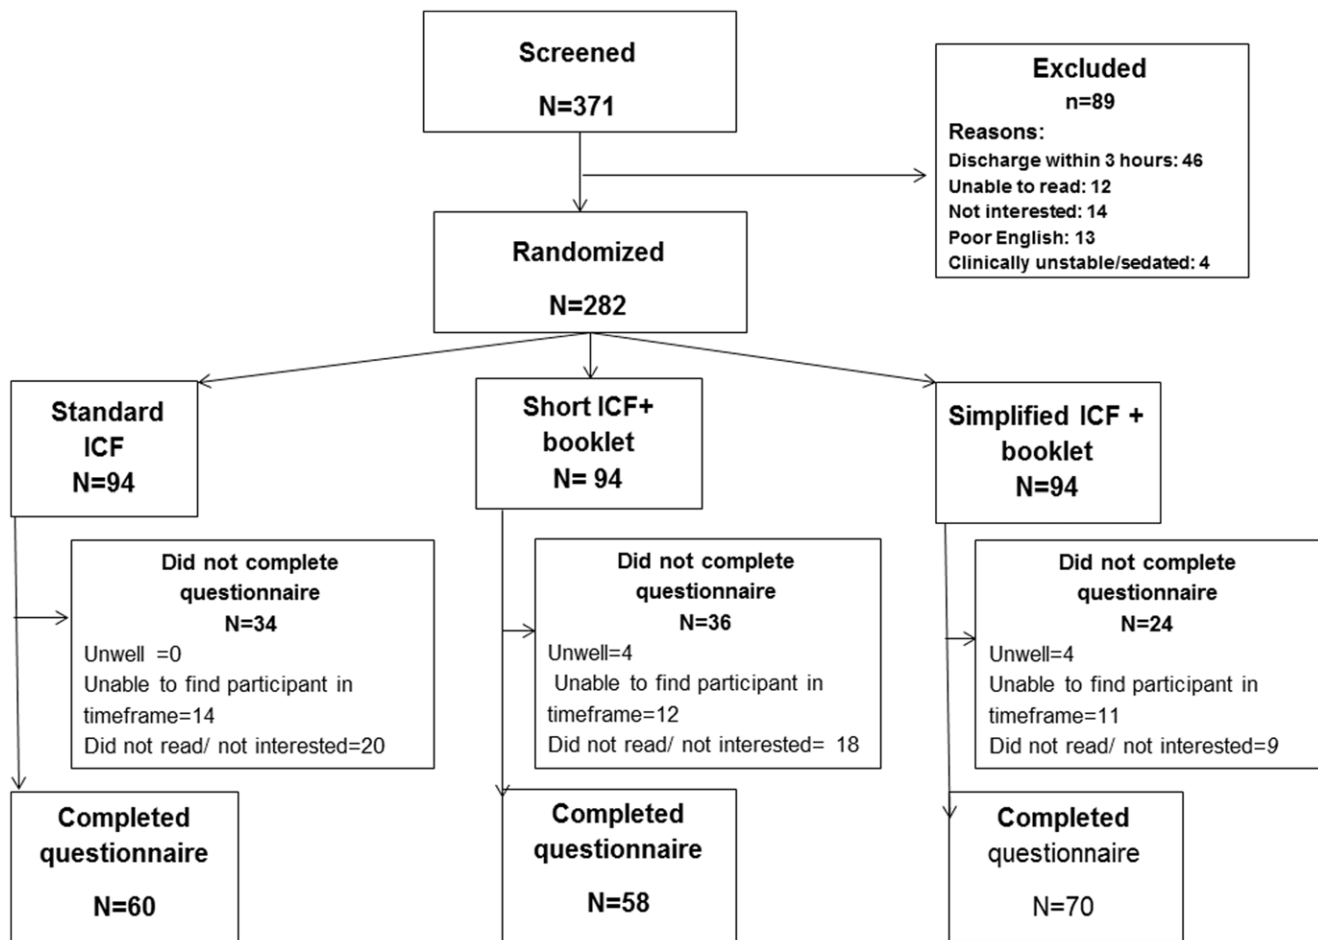 Screened
N=371
Excluded
n=89
Reasons:
Discharge within 3 hours: 46
Unable to read: 12
Not interested: 14
Poor English: 13
Clinically unstable/sedated: 4
Randomized
N=282
Standard
ICF
N=94
Short ICF+
booklet
N= 94
Simplified ICF +
booklet
N=94
Did not complete
questionnaire
N=34
Unwell =0
Unable to find participant in
timeframe=14
Did not read/ not interested=20
Did not complete
questionnaire
N=36
Unwell=4
Unable to find participant in
timeframe=12
Did not read/ not interested= 18
Did not complete
questionnaire
N=24
Unwell=4
Unable to find participant in
timeframe=11
Did not read/ not interested=9
Completed
questionnaire
N=60
Completed
questionnaire
N=58
Completed
questionnaire
N=70